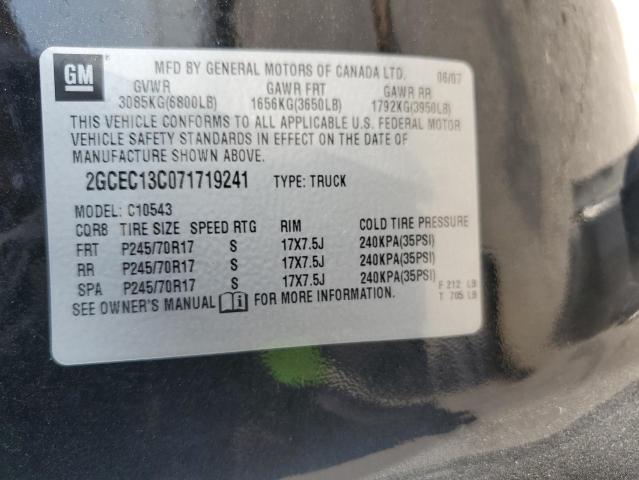 GM
MFD BY GENERAL MOTORS OF CANADA LTD. 06/07
GVWR GAWR FRT GAWR RR
3085KG(6800LB) 1656KG(3650LB) 1792KG(3950LB)
THIS VEHICLE CONFORMS TO ALL APPLICABLE U.S. FEDERAL MOTOR
VEHICLE SAFETY STANDARDS IN EFFECT ON THE DATE OF
MANUFACTURE SHOWN ABOVE.
2GCEC13C071719241 TYPE: TRUCK
MODEL: C10543
CQR8 TIRE SIZE SPEED RTG RIM COLD TIRE PRESSURE
FRT P245/70R17 S 17X7.5J 240KPA(35PSI)
RR P245/70R17 S 17X7.5J 240KPA(35PSI)
SPA P245/70R17 S 17X7.5J 240KPA(35PSI)
SEE OWNER'S MANUAL FOR MORE INFORMATION.
F 212 LB
T 705 LB